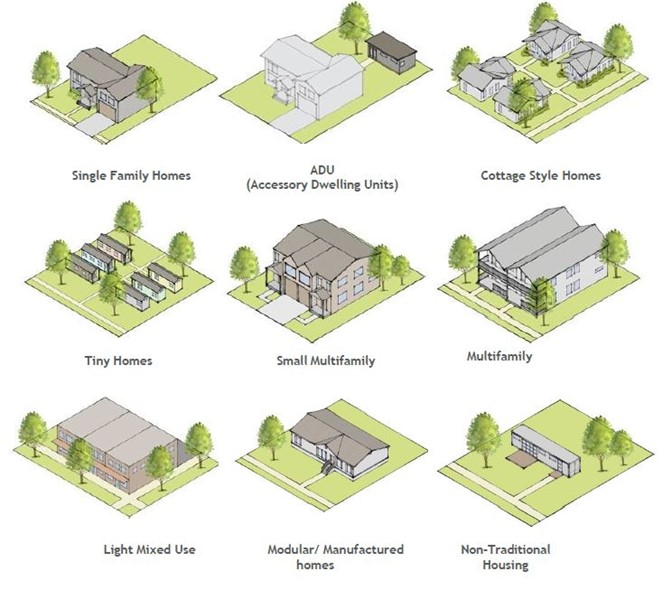 Single Family Homes
ADU
(Accessory Dwelling Units)
Cottage Style Homes
Tiny Homes
Small Multifamily
Multifamily
Light Mixed Use
Modular/ Manufactured
homes
Non-Traditional
Housing